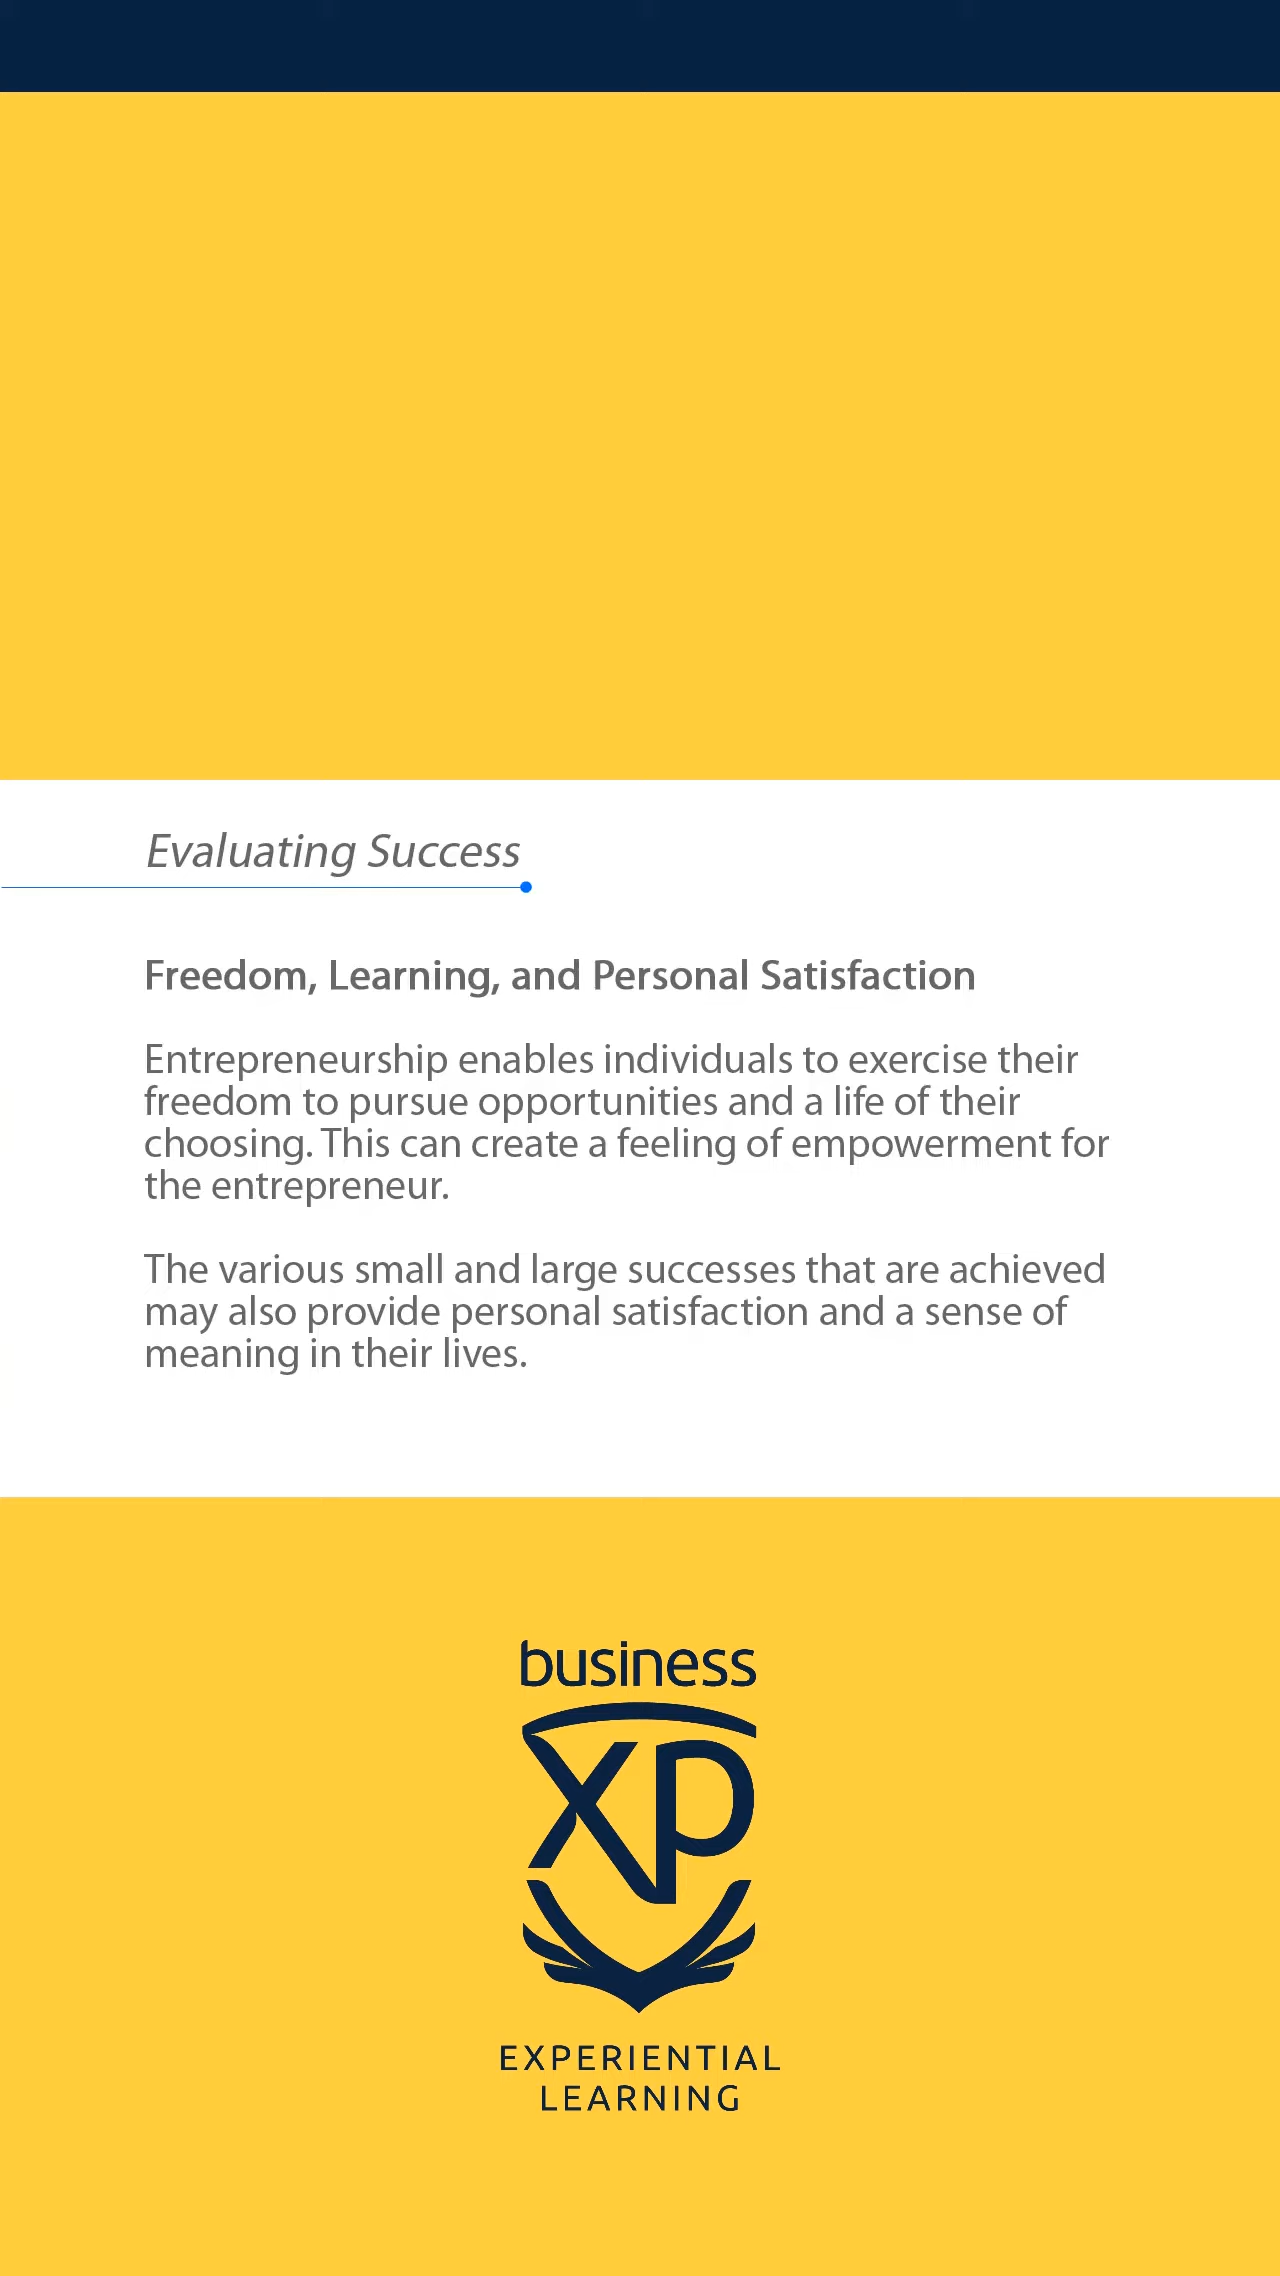 Evaluating Success
Freedom, Learning, and Personal Satisfaction
Entrepreneurship enables individuals to exercise their
freedom to pursue opportunities and a life of their
choosing. This can create a feeling of empowerment for
the entrepreneur.
The various small and large successes that are achieved
may also provide personal satisfaction and a sense of
meaning in their lives.
business
xp
EXPERIENTIAL
LEARNING